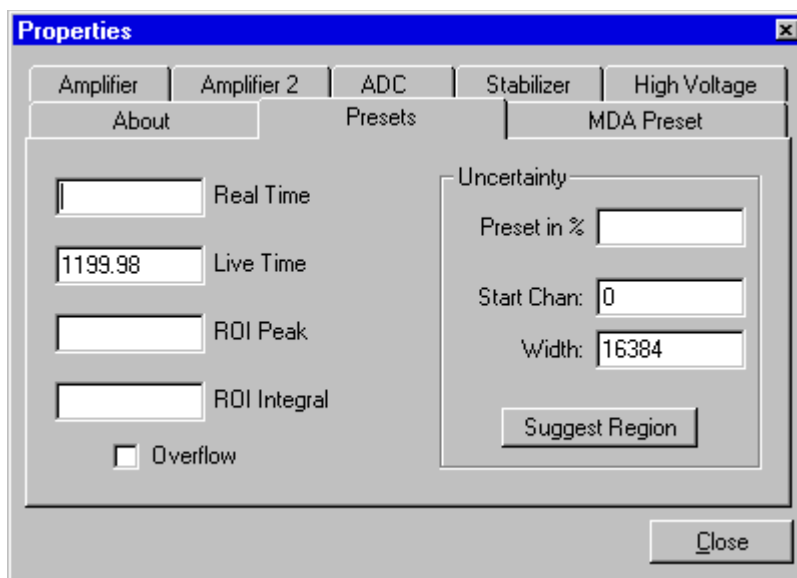 Properties
Amplifier Amplifier 2 ADC Stabilizer High Voltage
About Presets MDA Preset
Real Time
1199.98 Live Time
ROI Peak
ROI Integral
Overflow
Uncertainty
Preset in %
Start Chan: 0
Width: 16384
Suggest Region
Close